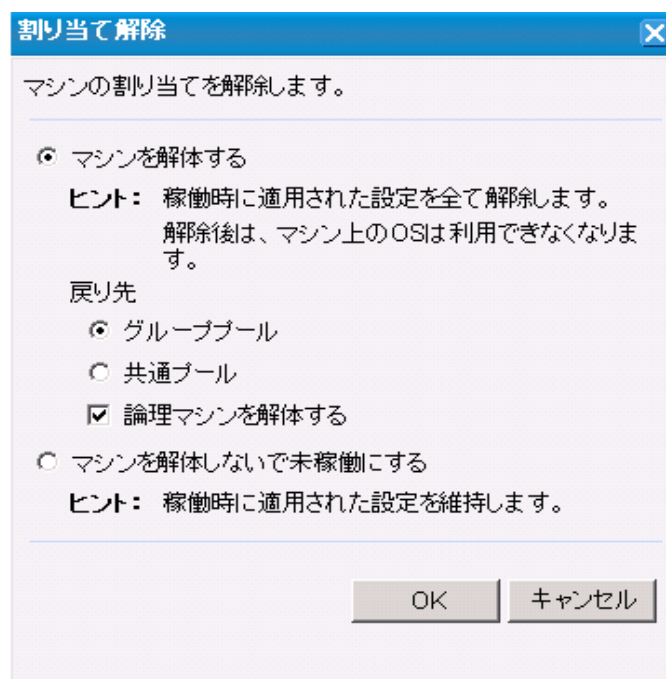 割り当て解除
マシンの割り当てを解除します。
マシンを解体する
ヒント： 稼働時に適用された設定を全て解除します。
解除後は、マシン上のOSは利用できなくなりま
す。
戻り先
グループプール
共通プール
論理マシンを解体する
マシンを解体しないで未稼働にする
ヒント： 稼働時に適用された設定を維持します。
OK キャンセル